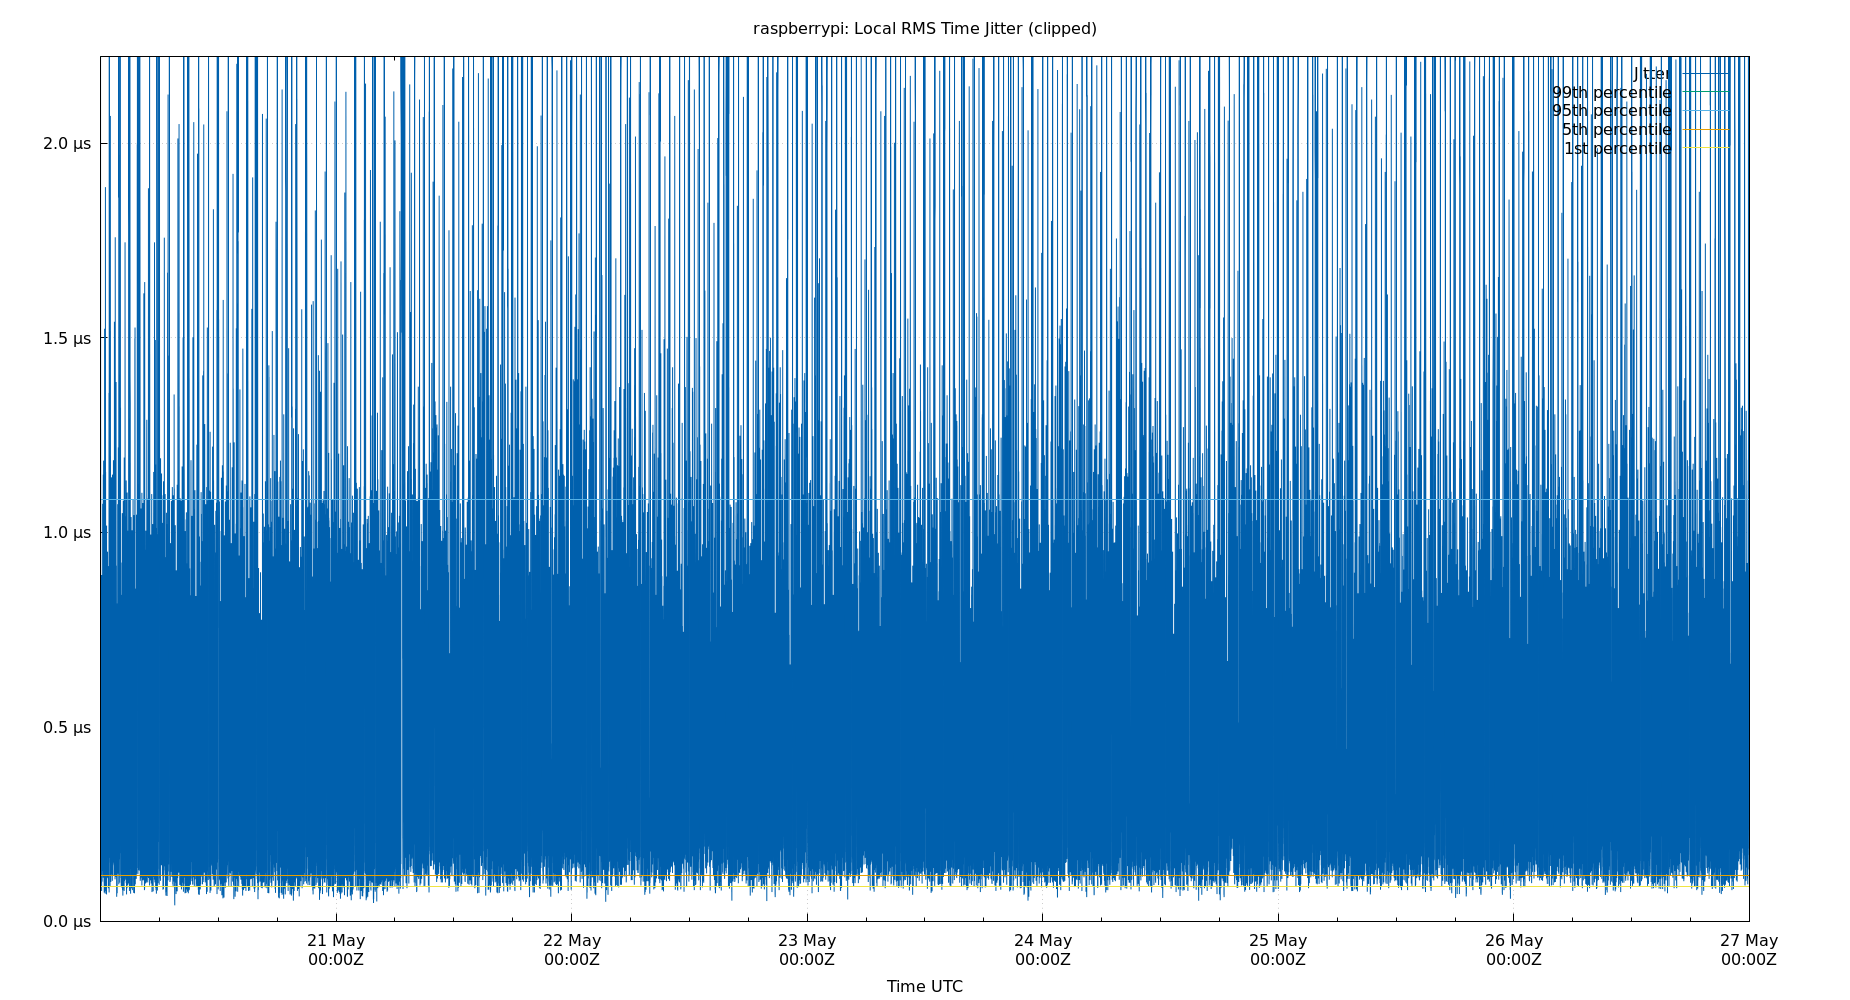 raspberrypi: Local RMS Time Jitter (clipped)
Jitter
99th percentile
95th percentile
5th percentile
1st percentile
2.0 µs
1.5 µs
1.0 µs
0.5 µs
0.0 µs
21 May 22 May 23 May 24 May 25 May 26 May 27 May
00:00Z 00:00Z 00:00Z 00:00Z 00:00Z 00:00Z 00:00Z
Time UTC